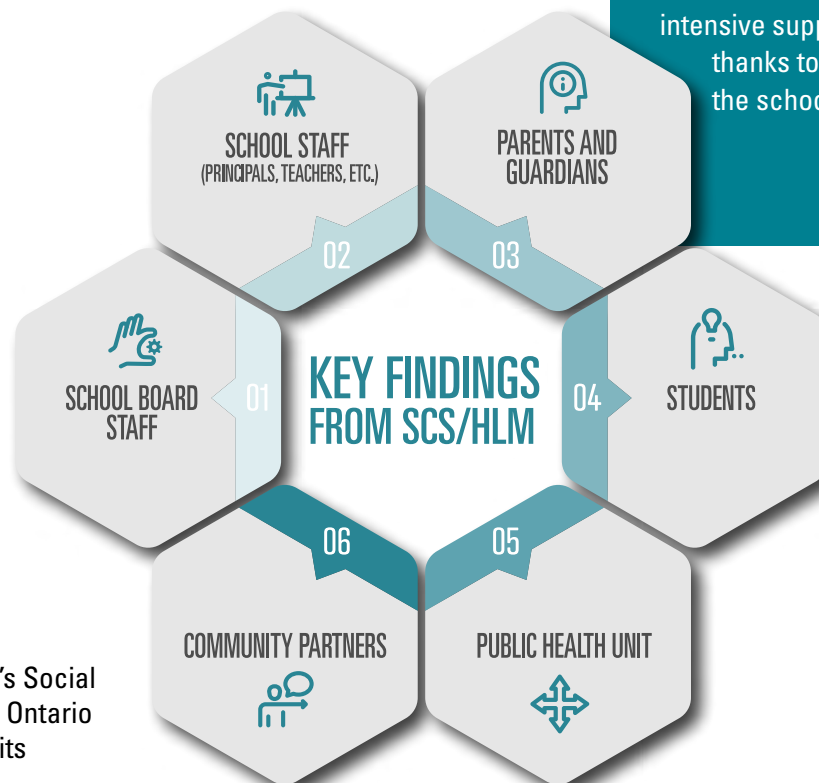 intensive supp
thanks to
the schoo
SCHOOL STAFF
(PRINCIPALS, TEACHERS, ETC.)
02
PARENTS AND
GUARDIANS
03
SCHOOL BOARD
STAFF
01
KEY FINDINGS
FROM SCS/HLM
04
STUDENTS
06
COMMUNITY PARTNERS
05
PUBLIC HEALTH UNIT
's Social
Ontario
its